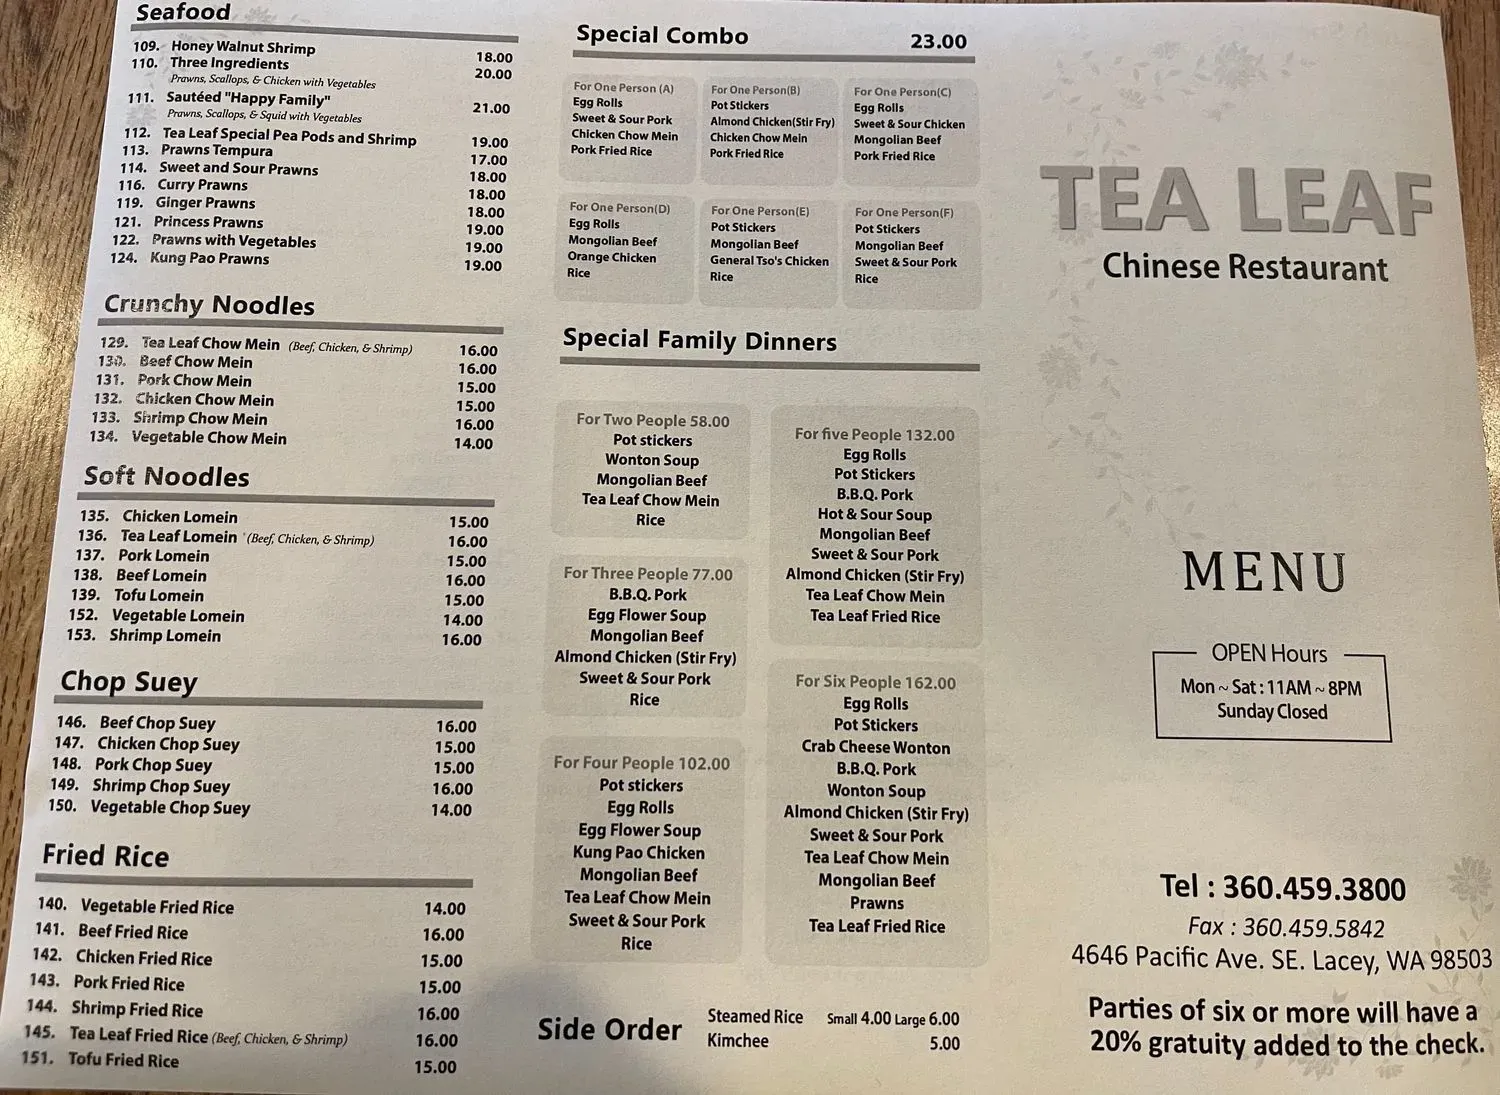 Seafood
109. Honey Walnut Shrimp 18.00
110. Three Ingredients 20.00
Prawns, Scallops, & Chicken with Vegetables
111. Sautéed "Happy Family" 21.00
Prawns, Scallops, & Squid with Vegetables
112. Tea Leaf Special Pea Pods and Shrimp 19.00
113. Prawns Tempura 17.00
114. Sweet and Sour Prawns 18.00
116. Curry Prawns 18.00
119. Ginger Prawns 18.00
121. Princess Prawns 19.00
122. Prawns with Vegetables 19.00
124. Kung Pao Prawns 19.00
Crunchy Noodles
129. Tea Leaf Chow Mein (Beef, Chicken, & Shrimp) 16.00
130. Beef Chow Mein 16.00
131. Pork Chow Mein 15.00
132. Chicken Chow Mein 15.00
133. Shrimp Chow Mein 16.00
134. Vegetable Chow Mein 14.00
Soft Noodles
135. Chicken Lomein 15.00
136. Tea Leaf Lomein (Beef, Chicken, & Shrimp) 16.00
137. Pork Lomein 15.00
138. Beef Lomein 16.00
139. Tofu Lomein 15.00
152. Vegetable Lomein 14.00
153. Shrimp Lomein 16.00
Chop Suey
146. Beef Chop Suey 16.00
147. Chicken Chop Suey 15.00
148. Pork Chop Suey 15.00
149. Shrimp Chop Suey 16.00
150. Vegetable Chop Suey 14.00
Fried Rice
140. Vegetable Fried Rice 14.00
141. Beef Fried Rice 16.00
142. Chicken Fried Rice 15.00
143. Pork Fried Rice 15.00
144. Shrimp Fried Rice 16.00
145. Tea Leaf Fried Rice (Beef, Chicken, & Shrimp) 16.00
151. Tofu Fried Rice 15.00
Special Combo 23.00
For One Person (A)
Egg Rolls
Sweet & Sour Pork
Chicken Chow Mein
Pork Fried Rice
For One Person(B)
Pot Stickers
Almond Chicken(Stir Fry)
Chicken Chow Mein
Pork Fried Rice
For One Person(C)
Egg Rolls
Sweet & Sour Chicken
Mongolian Beef
Pork Fried Rice
For One Person(D)
Egg Rolls
Mongolian Beef
Orange Chicken
Rice
For One Person(E)
Pot Stickers
Mongolian Beef
General Tso's Chicken
Rice
For One Person(F)
Pot Stickers
Mongolian Beef
Sweet & Sour Pork
Rice
Special Family Dinners
For Two People 58.00
Pot stickers
Wonton Soup
Mongolian Beef
Tea Leaf Chow Mein
Rice
For Three People 77.00
B.B.Q. Pork
Egg Flower Soup
Mongolian Beef
Almond Chicken (Stir Fry)
Sweet & Sour Pork
Rice
For Four People 102.00
Pot stickers
Egg Rolls
Egg Flower Soup
Kung Pao Chicken
Mongolian Beef
Tea Leaf Chow Mein
Sweet & Sour Pork
Rice
For five People 132.00
Egg Rolls
Pot Stickers
B.B.Q. Pork
Hot & Sour Soup
Mongolian Beef
Sweet & Sour Pork
Almond Chicken (Stir Fry)
Tea Leaf Chow Mein
Tea Leaf Fried Rice
For Six People 162.00
Egg Rolls
Pot Stickers
Crab Cheese Wonton
B.B.Q. Pork
Wonton Soup
Almond Chicken (Stir Fry)
Sweet & Sour Pork
Tea Leaf Chow Mein
Mongolian Beef
Prawns
Tea Leaf Fried Rice
Side Order
Steamed Rice Small 4.00 Large 6.00
Kimchee 5.00
TEA LEAF
Chinese Restaurant
MENU
OPEN Hours
Mon ~ Sat : 11AM ~ 8PM
Sunday Closed
Tel : 360.459.3800
Fax : 360.459.5842
4646 Pacific Ave. SE. Lacey, WA 98503
Parties of six or more will have a
20% gratuity added to the check.